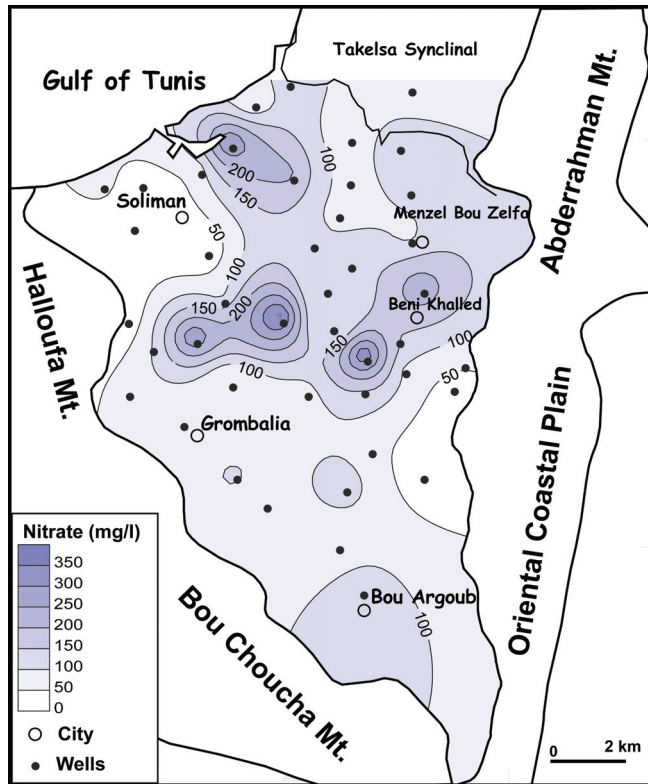 Takelsa Synclinal
Gulf of Tunis
Abderrahman Mt.
200
100
150
Soliman
Menzel Bou Zelfa
50
100
Halloufa Mt.
150
200
Beni Khalled
150
100
100
50
Grombalia
Oriental Coastal Plain
Nitrate (mg/l)
350
300
250
200
150
100
50
0
City
Wells
Bou Choucha Mt.
Bou Argoub
100
0 2 km